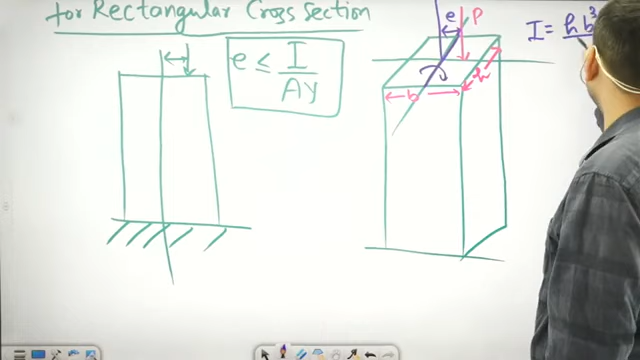 for Rectangular Cross section
e ≤ I / Ay
e
P
b
h
I = hb³